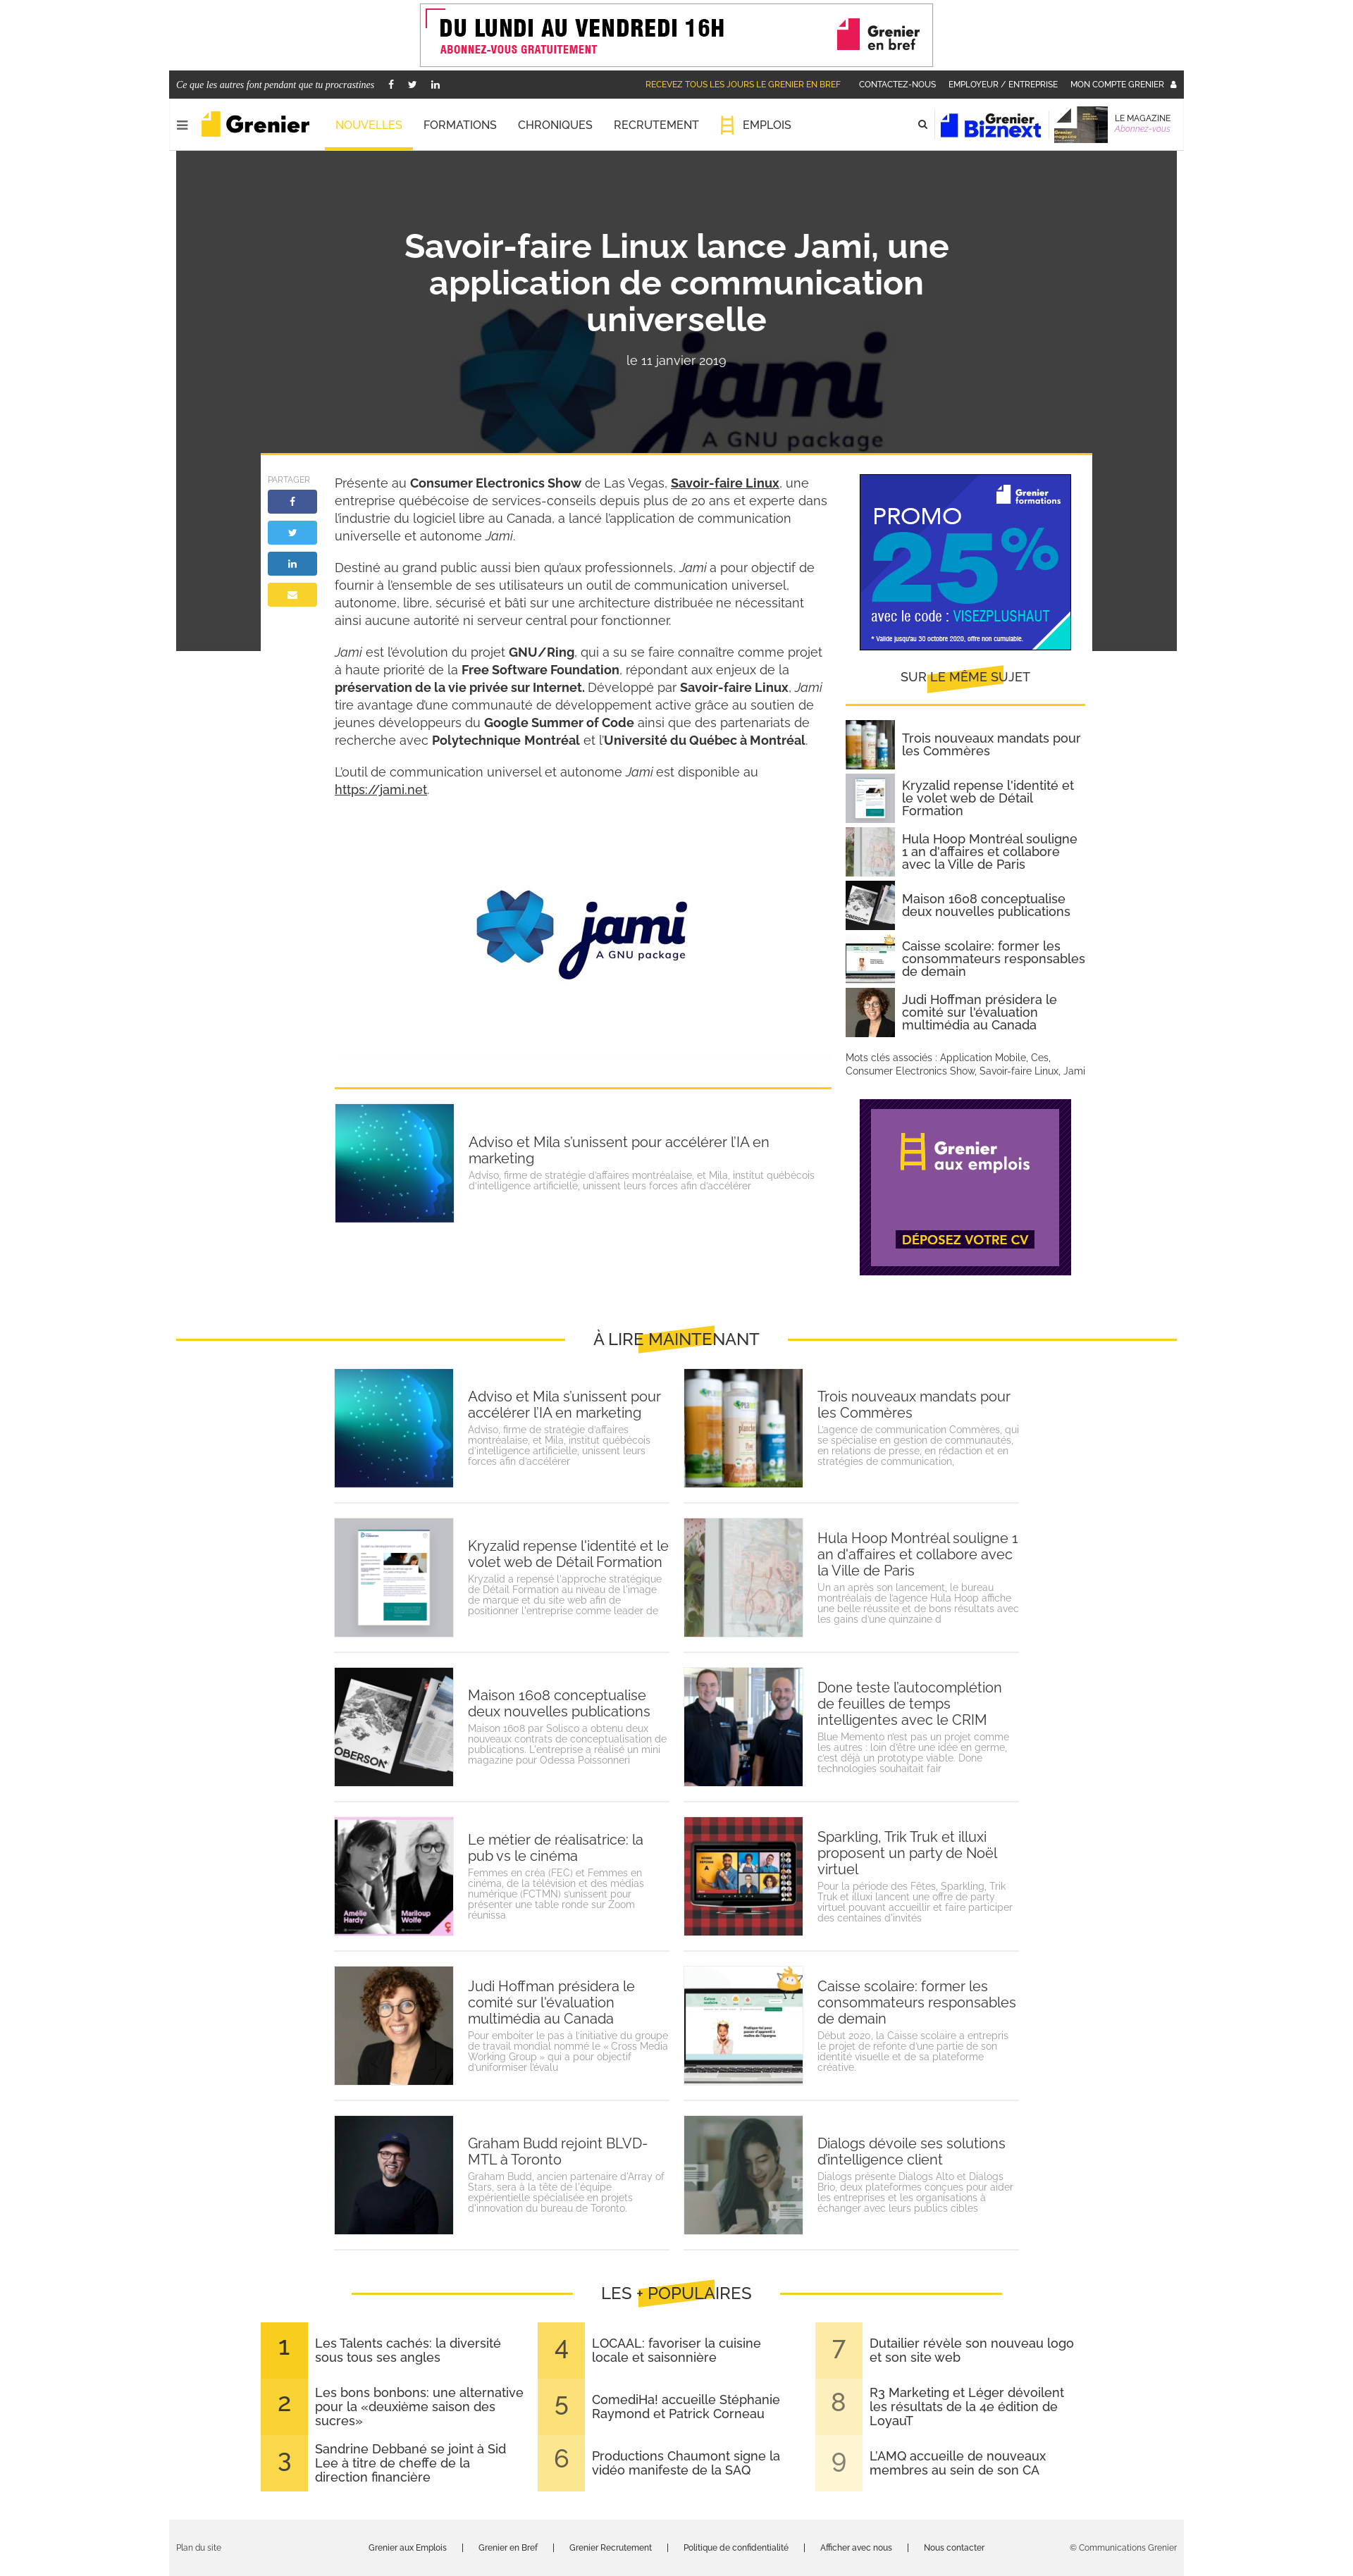 DU LUNDI AU VENDREDI 16H
ABONNEZ-VOUS GRATUITEMENT
Grenier
en bref
Ce que les autres font pendant que tu procrastines
RECEVEZ TOUS LES JOURS LE GRENIER EN BREF
CONTACTEZ-NOUS
EMPLOYEUR / ENTREPRISE
MON COMPTE GRENIER
Grenier
NOUVELLES
FORMATIONS
CHRONIQUES
RECRUTEMENT
EMPLOIS
Grenier
Biznext
LE MAGAZINE
Abonnez-vous
Savoir-faire Linux lance Jami, une
application de communication
universelle
le 11 janvier 2019
jami
A GNU package
PARTAGER
Présente au Consumer Electronics Show de Las Vegas, Savoir-faire Linux, une
entreprise québécoise de services-conseils depuis plus de 20 ans et experte dans
l’industre du logiciel libre au Canada, a lancé l’application de communication
universelle et autonome Jami.
Destiné au grand public aussi bien qu’aux professionnels, Jami a pour objectif de
fournir à l’ensemble de ses utilisateurs un outil de communication universel,
autonome, libre, sécurisé et bâti sur une architecture distribuée ne nécessitant
ainsi aucune autorité ni serveur central pour fonctionner.
Jami est l’évolution du projet GNU/Ring, qui a su se faire connaître comme projet
à haute priorité de la Free Software Foundation, répondant aux enjeux de la
préservation de la vie privée sur Internet. Développé par Savoir-faire Linux, Jami
tire avantage d’une communauté de développement active grâce au soutien de
jeunes développeurs du Google Summer of Code ainsi que des partenariats de
recherche avec Polytechnique Montréal et l’Université du Québec à Montréal.
L’outil de communication universel et autonome Jami est disponible au
https://jami.net.
jami
A GNU package
Adviso et Mila s’unissent pour accélérer l’IA en
marketing
Adviso, firme de stratégie d’affaires montréalaise, et Mila, institut québécois
d’intelligence artificielle, unissent leurs forces afin d’accélérer
Grenier
formations
PROMO
25%
avec le code : VISEZPLUSHAUT
* Valide jusqu'au 30 octobre 2020, offre non cumulable.
SUR LE MÊME SUJET
Trois nouveaux mandats pour
les Commères
Kryzalid repense l'identité et
le volet web de Détail
Formation
Hula Hoop Montréal souligne
1 an d'affaires et collabore
avec la Ville de Paris
Maison 1608 conceptualise
deux nouvelles publications
Caisse scolaire: former les
consommateurs responsables
de demain
Judi Hoffman présidera le
comité sur l'évaluation
multimédia au Canada
Mots clés associés : Application Mobile, Ces,
Consumer Electronics Show, Savoir-faire Linux, Jami
Grenier
aux emplois
DÉPOSEZ VOTRE CV
À LIRE MAINTENANT
Adviso et Mila s’unissent pour
accélérer l’IA en marketing
Adviso, firme de stratégie d’affaires
montréalaise, et Mila, institut québécois
d’intelligence artificielle, unissent leurs
forces afin d’accélérer
Trois nouveaux mandats pour
les Commères
L’agence de communication Commères, qui
se spécialise en gestion de communautés,
en relations de presse, en rédaction et en
stratégies de communication,
Kryzalid repense l'identité et le
volet web de Détail Formation
Kryzalid a repensé l'approche stratégique
de Détail Formation au niveau de l'image
de marque et du site web afin de
positionner l'entreprise comme leader de
Hula Hoop Montréal souligne 1
an d'affaires et collabore avec
la Ville de Paris
Un an après son lancement, le bureau
montréalais de l’agence Hula Hoop affiche
une belle réussite et de bons résultats avec
les gains d’une quinzaine d
OBERSON
Maison 1608 conceptualise
deux nouvelles publications
Maison 1608 par Solisco a obtenu deux
nouveaux contrats de conceptualisation de
publications. L'entreprise a réalisé un mini
magazine pour Odessa Poissonneri
Done teste l’autocomplétion
de feuilles de temps
intelligentes avec le CRIM
Blue Memento n’est pas un projet comme
les autres : loin d’être une idée en germe,
c’est déjà un prototype viable. Done
technologies souhaitait fair
Amélie
Hardy
Mariloup
Wolfe
Le métier de réalisatrice: la
pub vs le cinéma
Femmes en créa (FEC) et Femmes en
cinéma, de la télévision et des médias
numérique (FCTMN) s’unissent pour
présenter une table ronde sur Zoom
réunissa
Sparkling, Trik Truk et illuxi
proposent un party de Noël
virtuel
Pour la période des Fêtes, Sparkling, Trik
Truk et illuxi lancent une offre de party
virtuel pouvant accueillir et faire participer
des centaines d’invités
Judi Hoffman présidera le
comité sur l'évaluation
multimédia au Canada
Pour emboiter le pas à l’initiative du groupe
de travail mondial nommé le « Cross Media
Working Group » qui a pour objectif
d’uniformiser l’évalu
Caisse scolaire: former les
consommateurs responsables
de demain
Début 2020, la Caisse scolaire a entrepris
le projet de refonte d’une partie de son
identité visuelle et de sa plateforme
créative.
Graham Budd rejoint BLVD-
MTL à Toronto
Graham Budd, ancien partenaire d'Array of
Stars, sera à la tête de l'équipe
expérientielle spécialisée en projets
d'innovation du bureau de Toronto.
Dialogs dévoile ses solutions
d’intelligence client
Dialogs présente Dialogs Alto et Dialogs
Brio, deux plateformes conçues pour aider
les entreprises et les organisations à
échanger avec leurs publics cibles
LES + POPULAIRES
1
Les Talents cachés: la diversité
sous tous ses angles
2
Les bons bonbons: une alternative
pour la «deuxième saison des
sucres»
3
Sandrine Debbané se joint à Sid
Lee à titre de cheffe de la
direction financière
4
LOCAAL: favoriser la cuisine
locale et saisonnière
5
ComediHa! accueille Stéphanie
Raymond et Patrick Corneau
6
Productions Chaumont signe la
vidéo manifeste de la SAQ
7
Dutailier révèle son nouveau logo
et son site web
8
R3 Marketing et Léger dévoilent
les résultats de la 4e édition de
LoyauT
9
L'AMQ accueille de nouveaux
membres au sein de son CA
Plan du site
Grenier aux Emplois | Grenier en Bref | Grenier Recrutement | Politique de confidentialité | Afficher avec nous | Nous contacter
© Communications Grenier